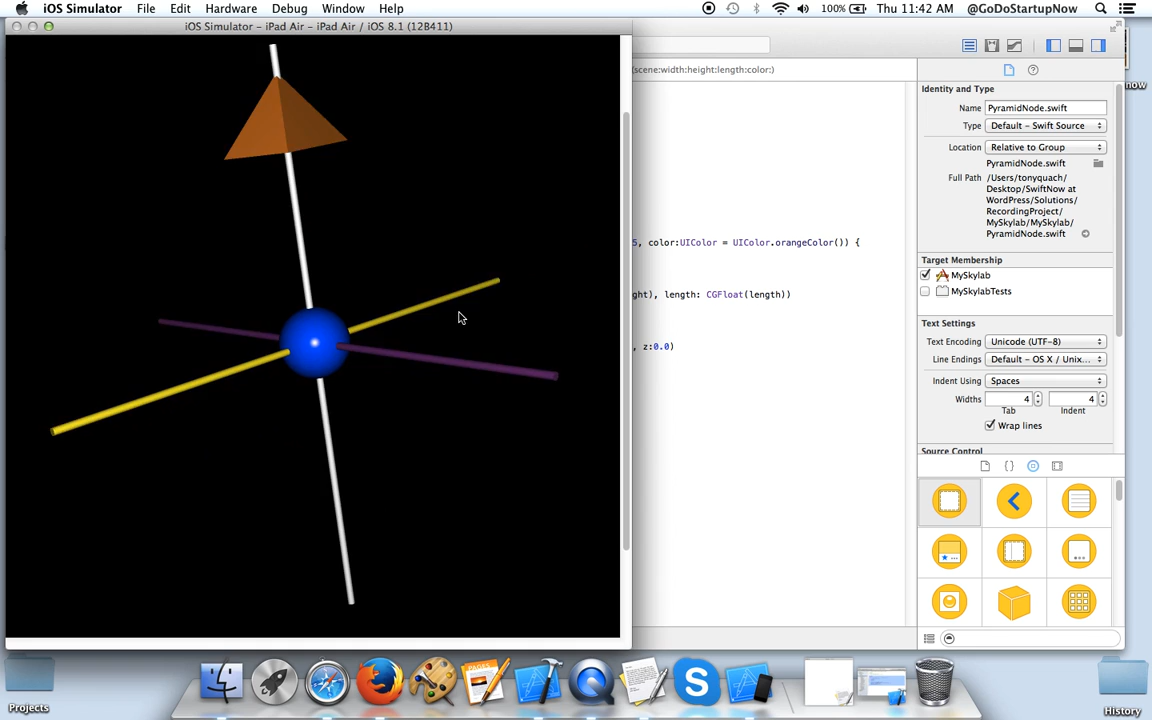 iOS Simulator File Edit Hardware Debug Window Help 100% Thu 11:42 AM @GoDoStartupNow
iOS Simulator - iPad Air - iPad Air / iOS 8.1 (12B411)
(scene:width:height:length:color:)
now
Identity and Type
Name PyramidNode.swift
Type Default - Swift Source
Location Relative to Group
PyramidNode.swift
Full Path /Users/tonyquach/
Desktop/SwiftNow at
WordPress/Solutions/
RecordingProject/
MySkylab/MySkylab/
PyramidNode.swift
5, color:UIColor = UIColor.orangeColor()) {
Target Membership
MySkylab
MySkylabTests
ght), length: CGFloat(length))
Text Settings
Text Encoding Unicode (UTF-8)
, z:0.0)
Line Endings Default - OS X / Unix...
Indent Using Spaces
Widths 4 4
Tab Indent
Wrap lines
Source Control
PAGES
Projects
History